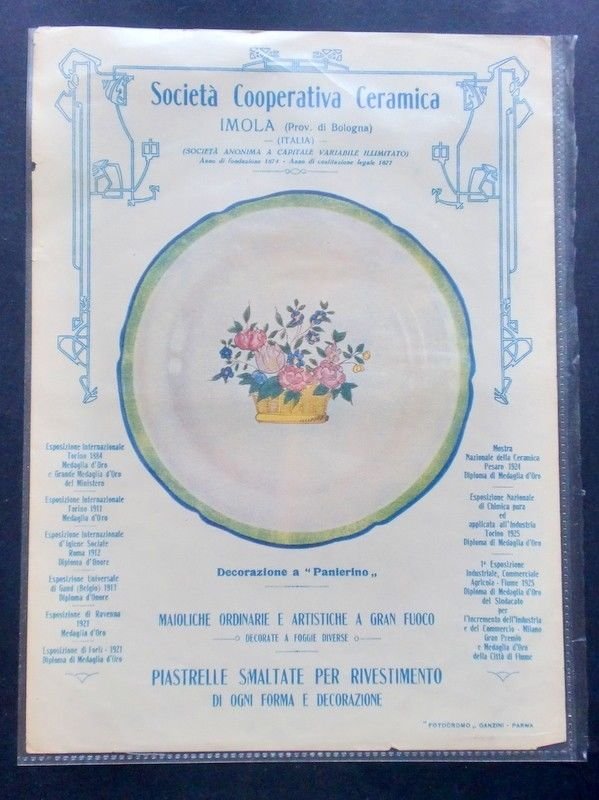 Società Cooperativa Ceramica
IMOLA (Prov. di Bologna)
— (ITALIA) —
(SOCIETÀ ANONIMA A CAPITALE VARIABILE ILLIMITATO)
Anno di fondazione 1874 - Anno di costituzione legale 1877
Esposizione Internazionale
Torino 1884
Medaglia d'Oro
e Grande Medaglia d'Oro
del Ministero
Esposizione Internazionale
Torino 1911
Medaglia d'Oro
Esposizione Internazionale
d'Igiene Sociale
Roma 1912
Diploma d'Onore
Esposizione Universale
di Gand (Belgio) 1913
Diploma d'Onore
Esposizione di Ravenna
1921
Medaglia d'Oro
Esposizione di Forlì - 1921
Diploma di Medaglia d'Oro
Mostra
Nazionale della Ceramica
Pesaro 1924
Diploma di Medaglia d'Oro
Esposizione Nazionale
di Chimica pura
ed
applicata all'Industria
Torino 1925
Diploma di Medaglia d'Oro
1ª Esposizione
Industriale, Commerciale
Agricola - Fiume 1925
Diploma di Medaglia d'Oro
del Sindacato
per
l'Incremento dell'Industria
e del Commercio - Milano
Gran Premio
e Medaglia d'Oro
della Città di Fiume
Decorazione a "Panierino„
MAIOLICHE ORDINARIE E ARTISTICHE A GRAN FUOCO
DECORATE A FOGGIE DIVERSE
PIASTRELLE SMALTATE PER RIVESTIMENTO
DI OGNI FORMA E DECORAZIONE
"FOTOCROMO„ GANZINI - PARMA